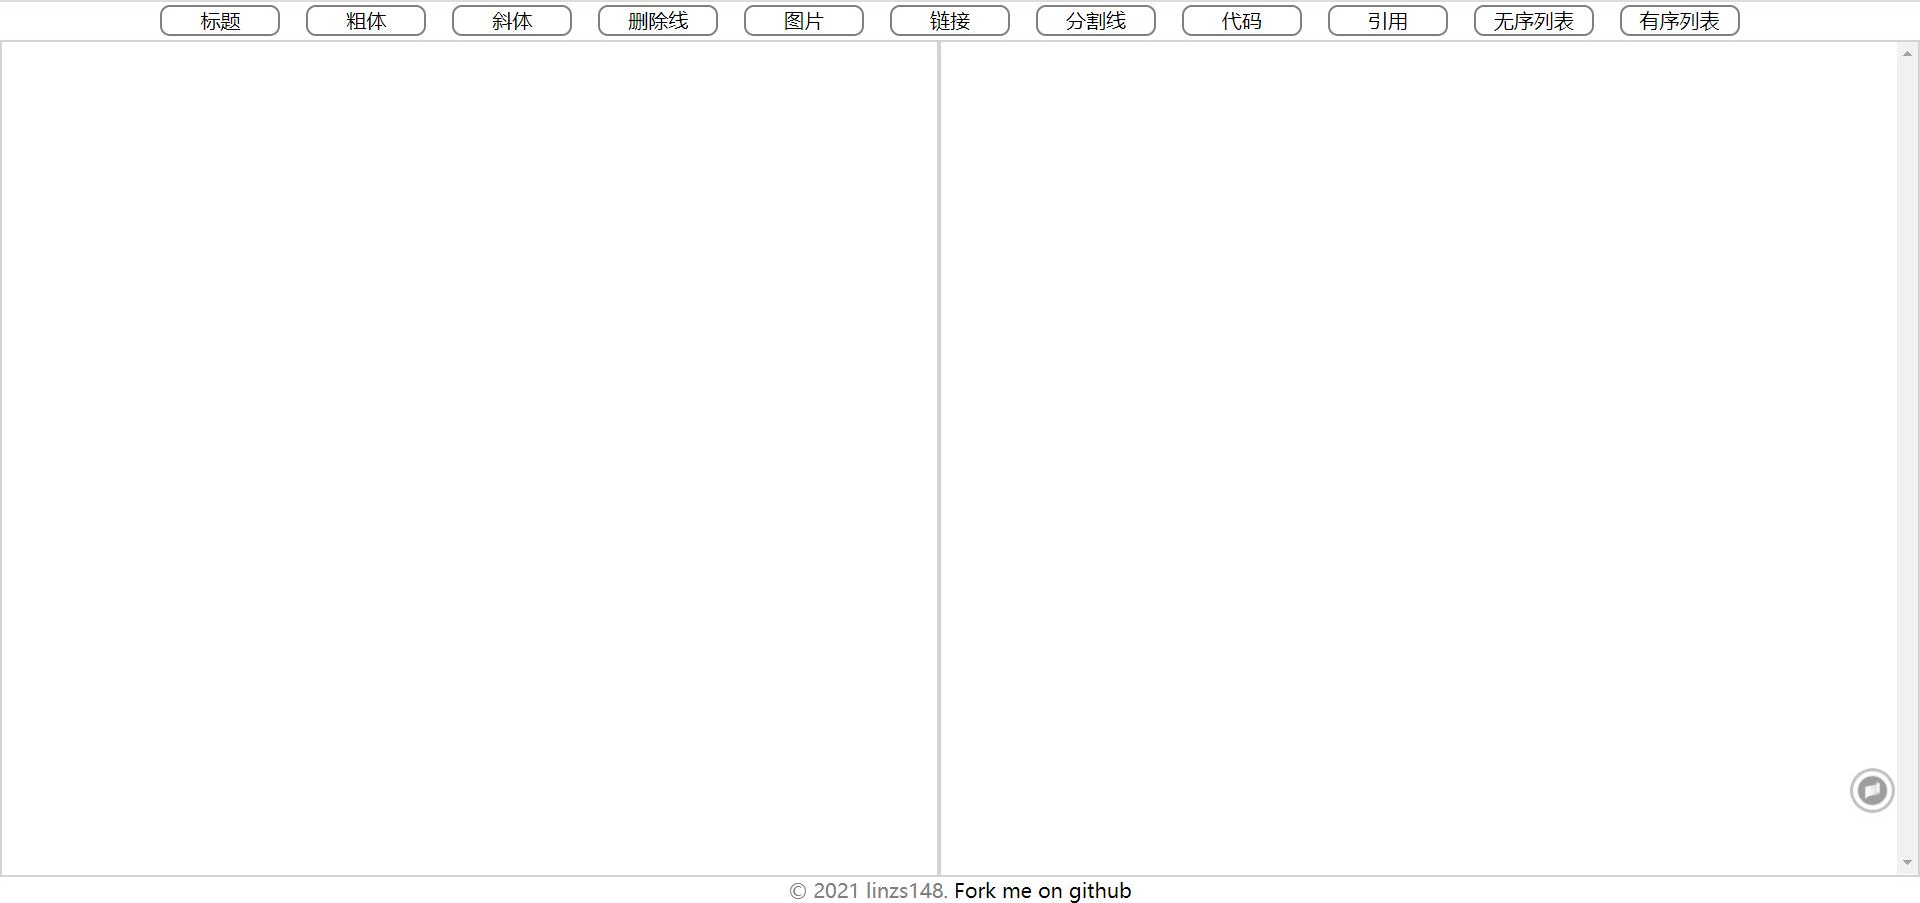 标题 粗体 斜体 删除线 图片 链接 分割线 代码 引用 无序列表 有序列表
© 2021 linzs148. Fork me on github